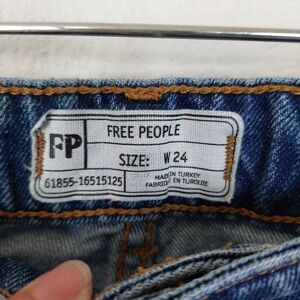 FP
FREE PEOPLE
SIZE: W 24
61855-16515125
MADE IN TURKEY
FABRIQUÉ EN TURQUIE